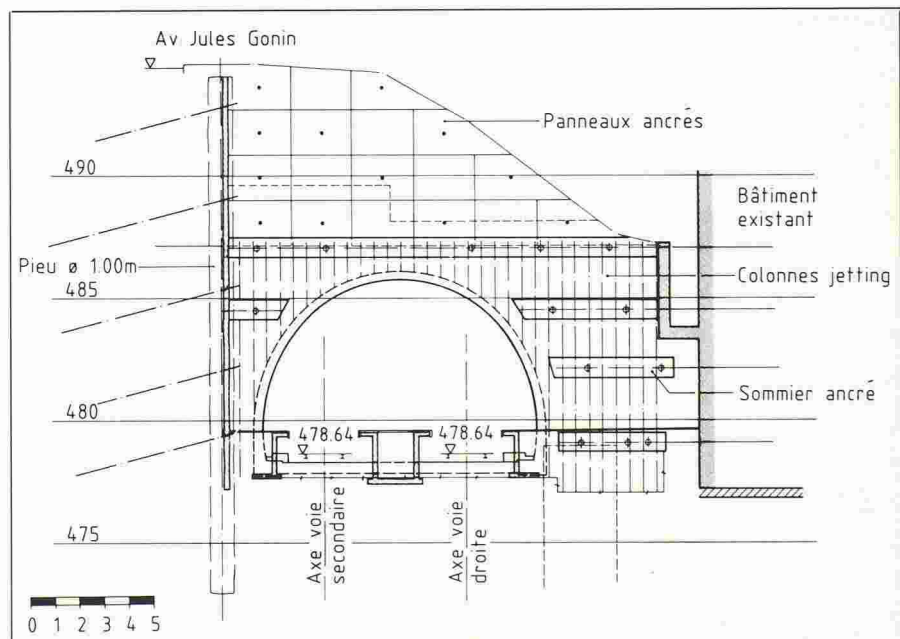 Av Jules Gonin
Panneaux ancrés
490
Bâtiment
existant
Pieu ø 1.00m
Colonnes jetting
485
Sommier ancré
480
478.64
478.64
475
Axe voie
secondaire
Axe voie
droite
0 1 2 3 4 5